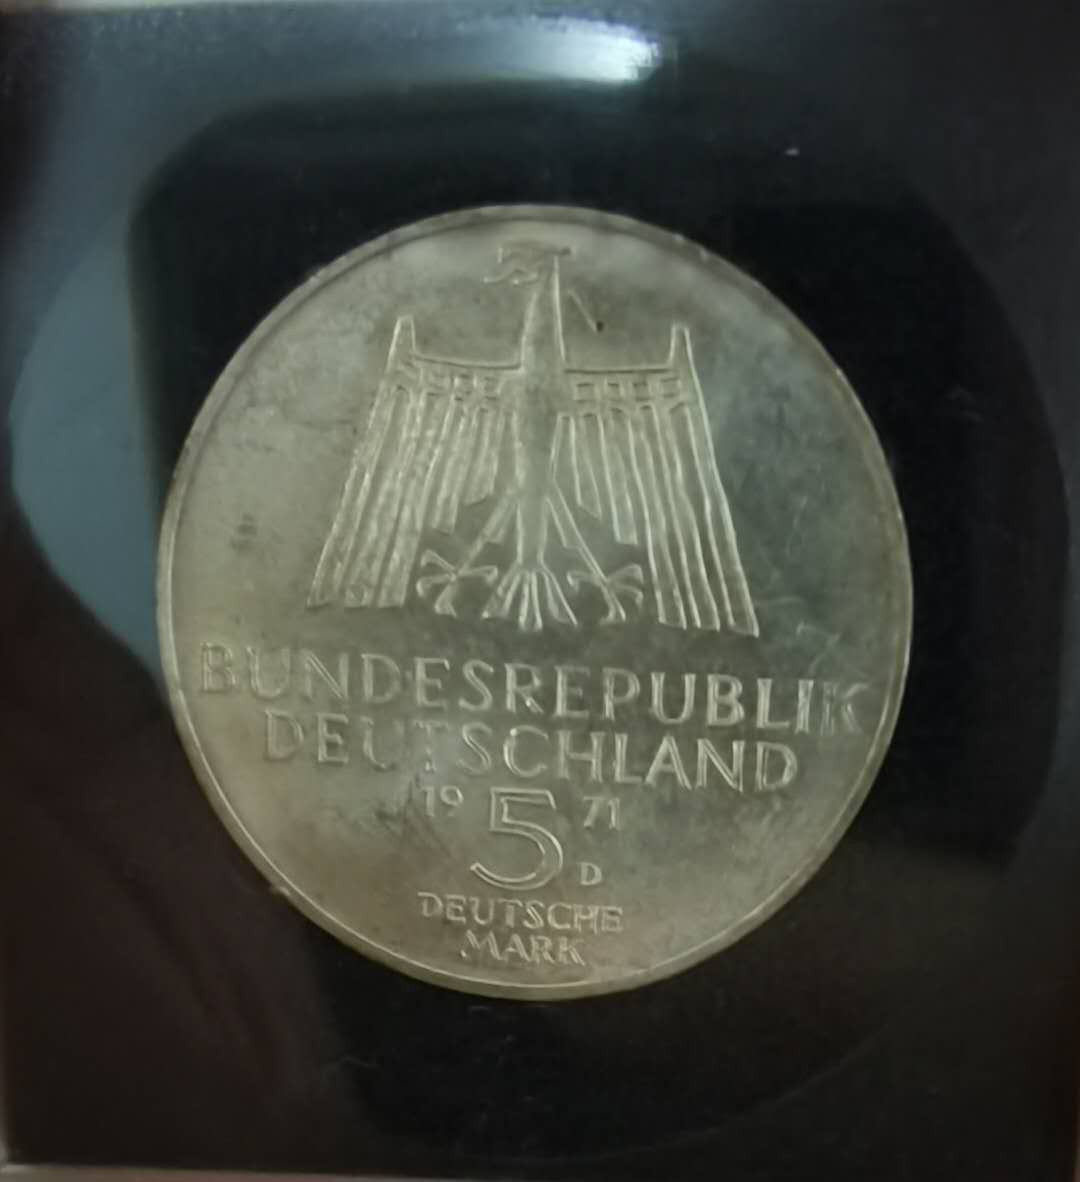 BUNDESREPUBLIK
DEUTSCHLAND
19 5 71
D
DEUTSCHE
MARK